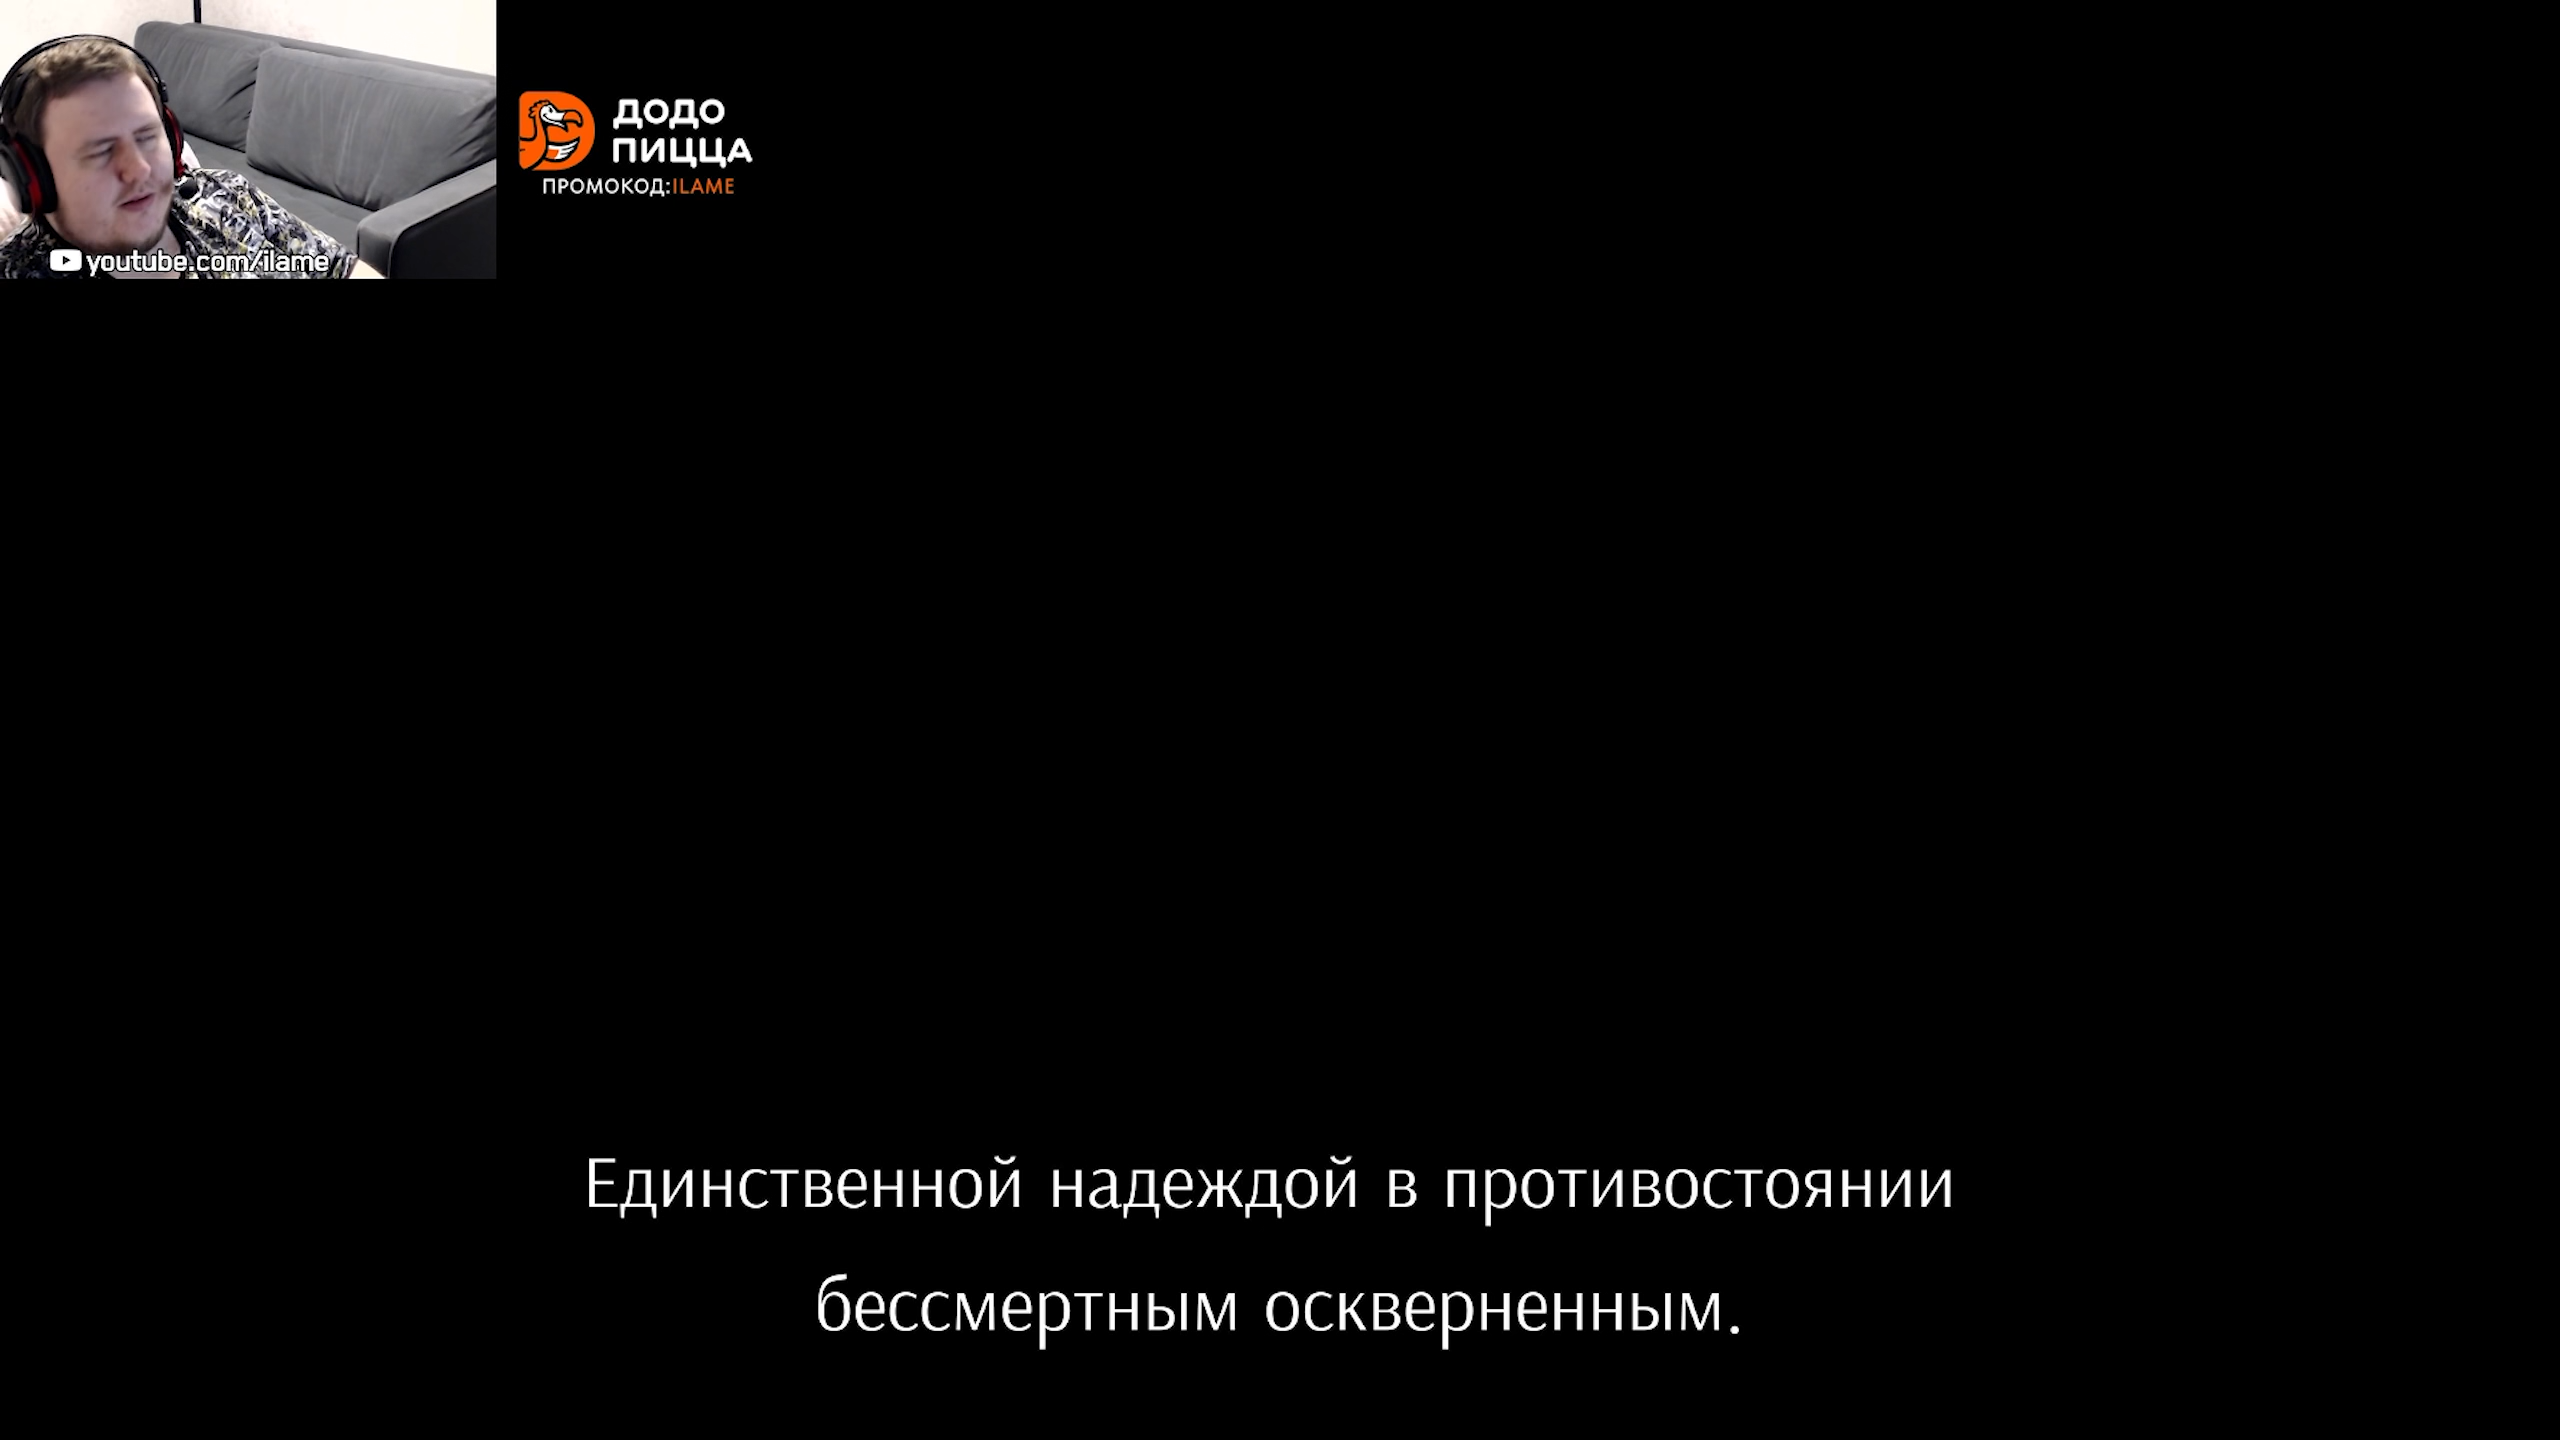 ДОДО
ПИЦЦА
ПРОМОКОД:ILAME
youtube.com/ilame
Единственной надеждой в противостоянии
бессмертным оскверненным.